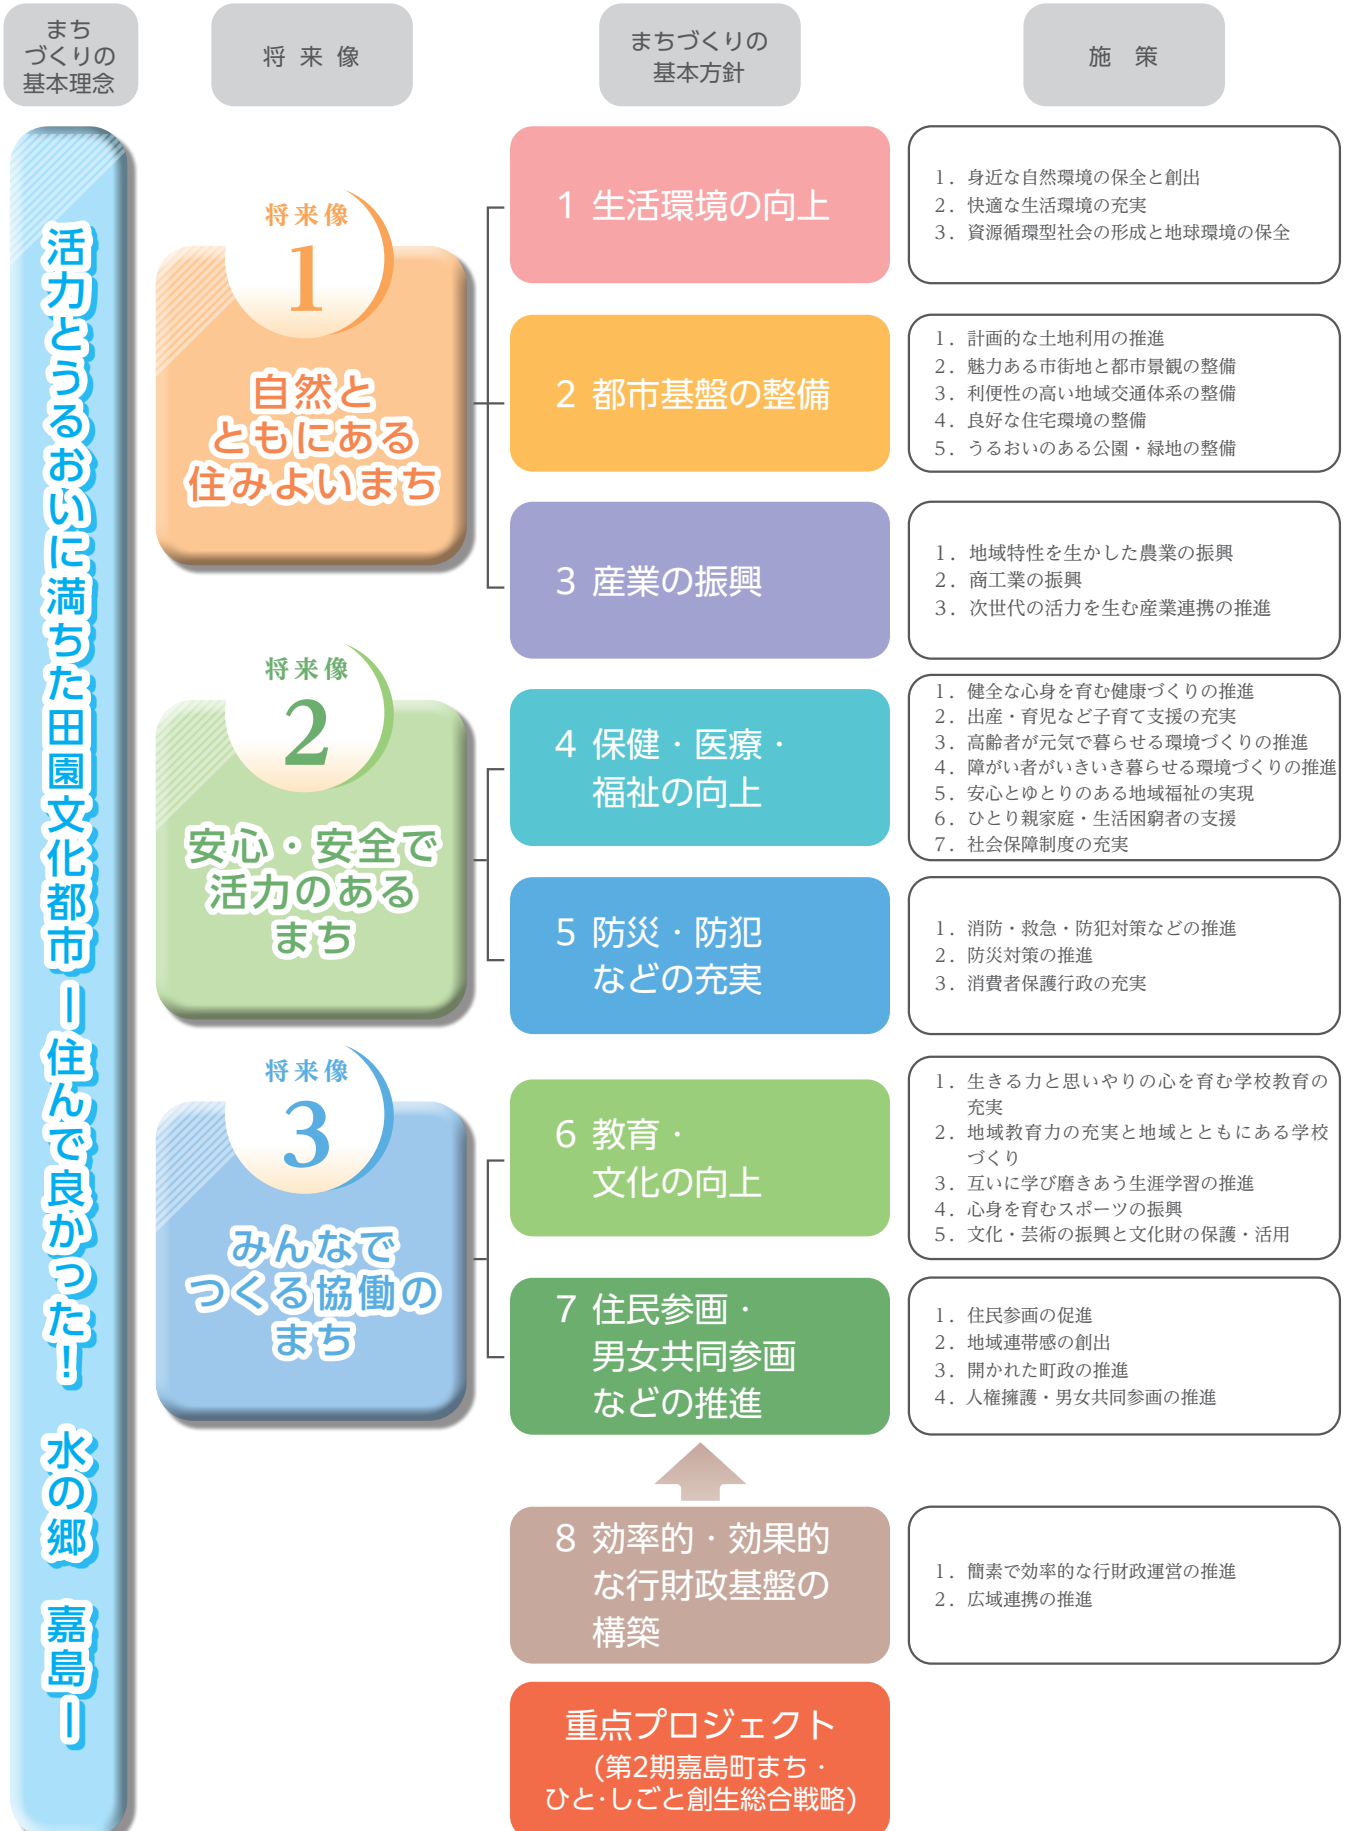 まち
づくりの
基本理念
将来像
まちづくりの
基本方針
施策
活力とうるおいに満ちた田園文化都市ー住んで良かった！　水の郷　嘉島ー
将来像
1
自然と
ともにある
住みよいまち
1 生活環境の向上
1．身近な自然環境の保全と創出
2．快適な生活環境の充実
3．資源循環型社会の形成と地球環境の保全
2 都市基盤の整備
1．計画的な土地利用の推進
2．魅力ある市街地と都市景観の整備
3．利便性の高い地域交通体系の整備
4．良好な住宅環境の整備
5．うるおいのある公園・緑地の整備
3 産業の振興
1．地域特性を生かした農業の振興
2．商工業の振興
3．次世代の活力を生む産業連携の推進
将来像
2
安心・安全で
活力のある
まち
4 保健・医療・
福祉の向上
1．健全な心身を育む健康づくりの推進
2．出産・育児など子育て支援の充実
3．高齢者が元気で暮らせる環境づくりの推進
4．障がい者がいきいき暮らせる環境づくりの推進
5．安心とゆとりのある地域福祉の実現
6．ひとり親家庭・生活困窮者の支援
7．社会保障制度の充実
5 防災・防犯
などの充実
1．消防・救急・防犯対策などの推進
2．防災対策の推進
3．消費者保護行政の充実
将来像
3
みんなで
つくる協働の
まち
6 教育・
文化の向上
1．生きる力と思いやりの心を育む学校教育の
充実
2．地域教育力の充実と地域とともにある学校
づくり
3．互いに学び磨きあう生涯学習の推進
4．心身を育むスポーツの振興
5．文化・芸術の振興と文化財の保護・活用
7 住民参画・
男女共同参画
などの推進
1．住民参画の促進
2．地域連帯感の創出
3．開かれた町政の推進
4．人権擁護・男女共同参画の推進
8 効率的・効果的
な行財政基盤の
構築
1．簡素で効率的な行財政運営の推進
2．広域連携の推進
重点プロジェクト
(第2期嘉島町まち・
ひと・しごと創生総合戦略)